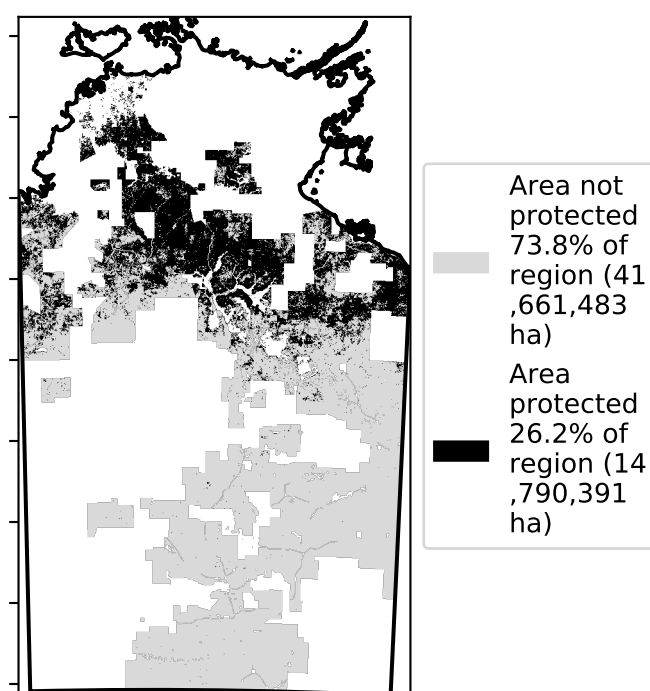 Area not
protected
73.8% of
region (41
,661,483
ha)
Area
protected
26.2% of
region (14
,790,391
ha)